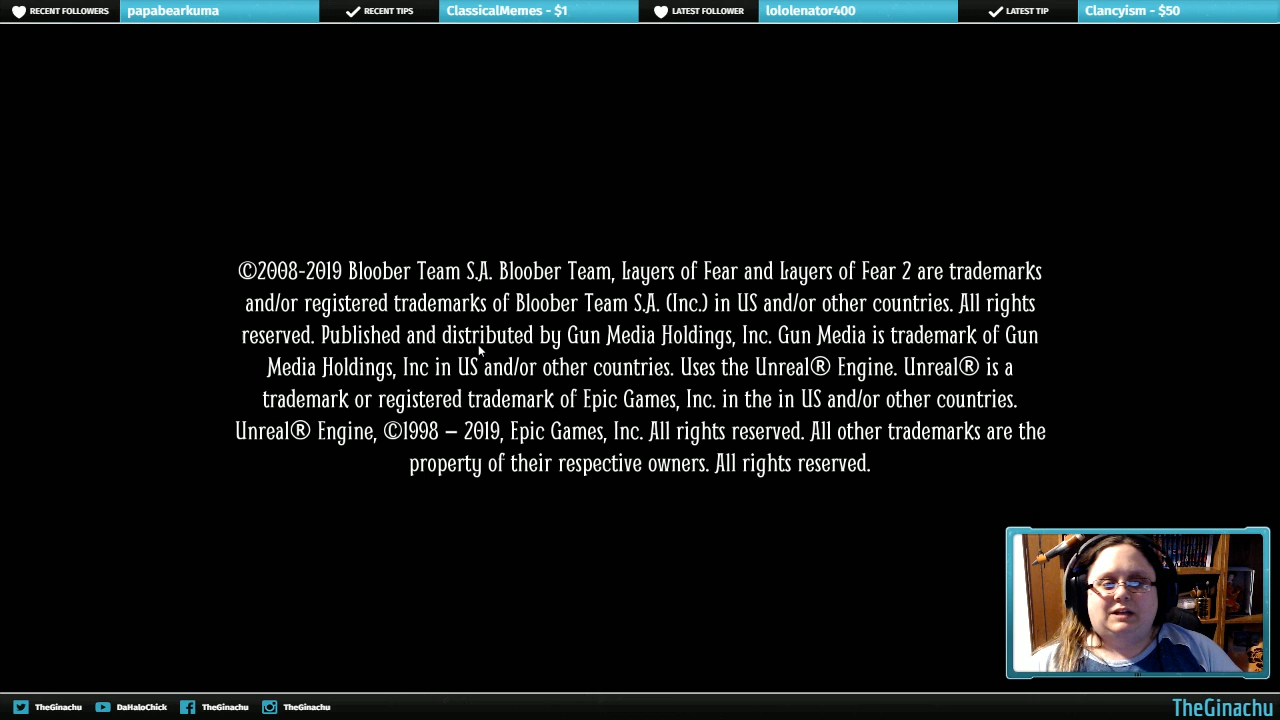 RECENT FOLLOWERS papabearkuma RECENT TIPS ClassicalMemes - $1 LATEST FOLLOWER lololenator400 LATEST TIP Clancyism - $50
©2008-2019 Bloober Team S.A. Bloober Team, Layers of Fear and Layers of Fear 2 are trademarks
and/or registered trademarks of Bloober Team S.A. (Inc.) in US and/or other countries. All rights
reserved. Published and distributed by Gun Media Holdings, Inc. Gun Media is trademark of Gun
Media Holdings, Inc in US and/or other countries. Uses the Unreal® Engine. Unreal® is a
trademark or registered trademark of Epic Games, Inc. in the in US and/or other countries.
Unreal® Engine, ©1998 – 2019, Epic Games, Inc. All rights reserved. All other trademarks are the
property of their respective owners. All rights reserved.
TheGinachu DaHaloChick TheGinachu TheGinachu TheGinachu